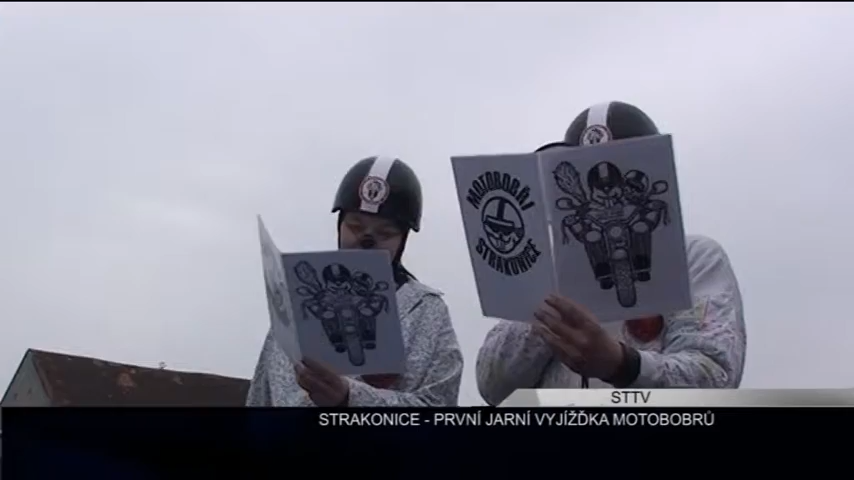 MOTOBOBŘI
STRAKONICE
STTV
STRAKONICE - PRVNÍ JARNÍ VYJÍŽĎKA MOTOBOBRŮ